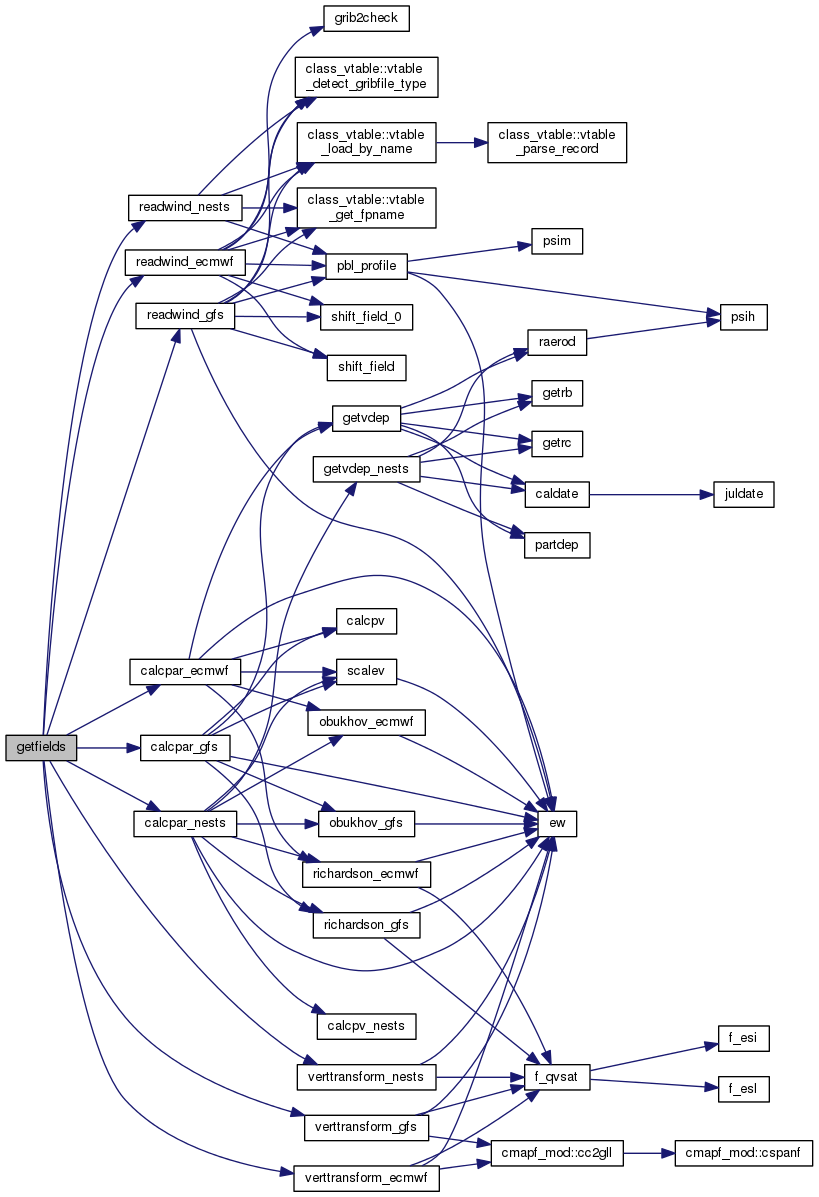 grib2check
class_vtable::vtable
_detect_gribfile_type
class_vtable::vtable
_load_by_name
class_vtable::vtable
_parse_record
readwind_nests
class_vtable::vtable
_get_fpname
psim
readwind_ecmwf
pbl_profile
readwind_gfs
shift_field_0
psih
raerod
shift_field
getrb
getvdep
getrc
getvdep_nests
caldate
juldate
partdep
calcpv
calcpar_ecmwf
scalev
obukhov_ecmwf
getfields
calcpar_gfs
calcpar_nests
obukhov_gfs
ew
richardson_ecmwf
richardson_gfs
calcpv_nests
f_esi
verttransform_nests
f_qvsat
f_esl
verttransform_gfs
cmapf_mod::cc2gll
cmapf_mod::cspanf
verttransform_ecmwf